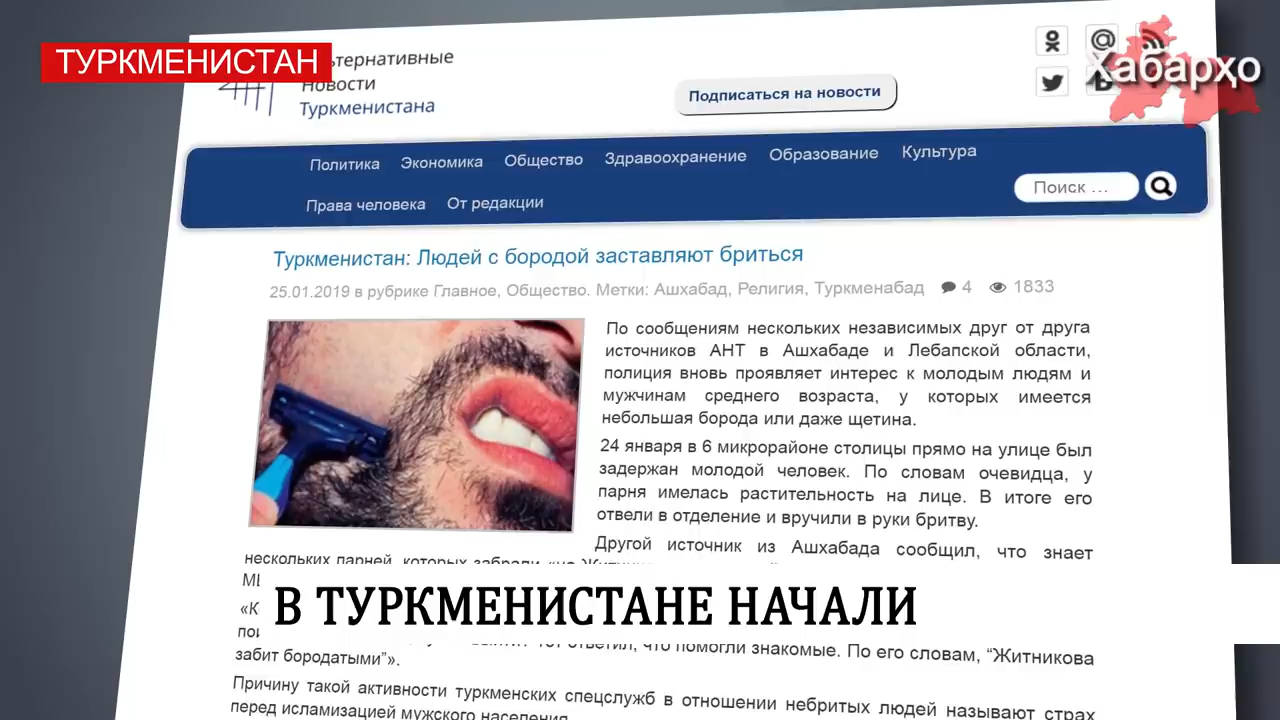 ТУРКМЕНИСТАН
Хабарҳо
Новости
Туркменистана
Подписаться на новости
Политика Экономика Общество Здравоохранение Образование Культура
Права человека От редакции
Поиск ...
Туркменистан: Людей с бородой заставляют бриться
25.01.2019 в рубрике Главное, Общество. Метки: Ашхабад, Религия, Туркменабад 4 1833
По сообщениям нескольких независимых друг от друга
источников АНТ в Ашхабаде и Лебапской области,
полиция вновь проявляет интерес к молодым людям и
мужчинам среднего возраста, у которых имеется
небольшая борода или даже щетина.
24 января в 6 микрорайоне столицы прямо на улице был
задержан молодой человек. По словам очевидца, у
парня имелась растительность на лице. В итоге его
отвели в отделение и вручили в руки бритву.
Другой источник из Ашхабада сообщил, что знает
нескольких парней, которых забрали
В ТУРКМЕНИСТАНЕ НАЧАЛИ
ответил, что помогли знакомые. По его словам, “Житникова
забит бородатыми”».
Причину такой активности туркменских спецслужб в отношении небритых людей называют страх
перед исламизацией мужского населения.